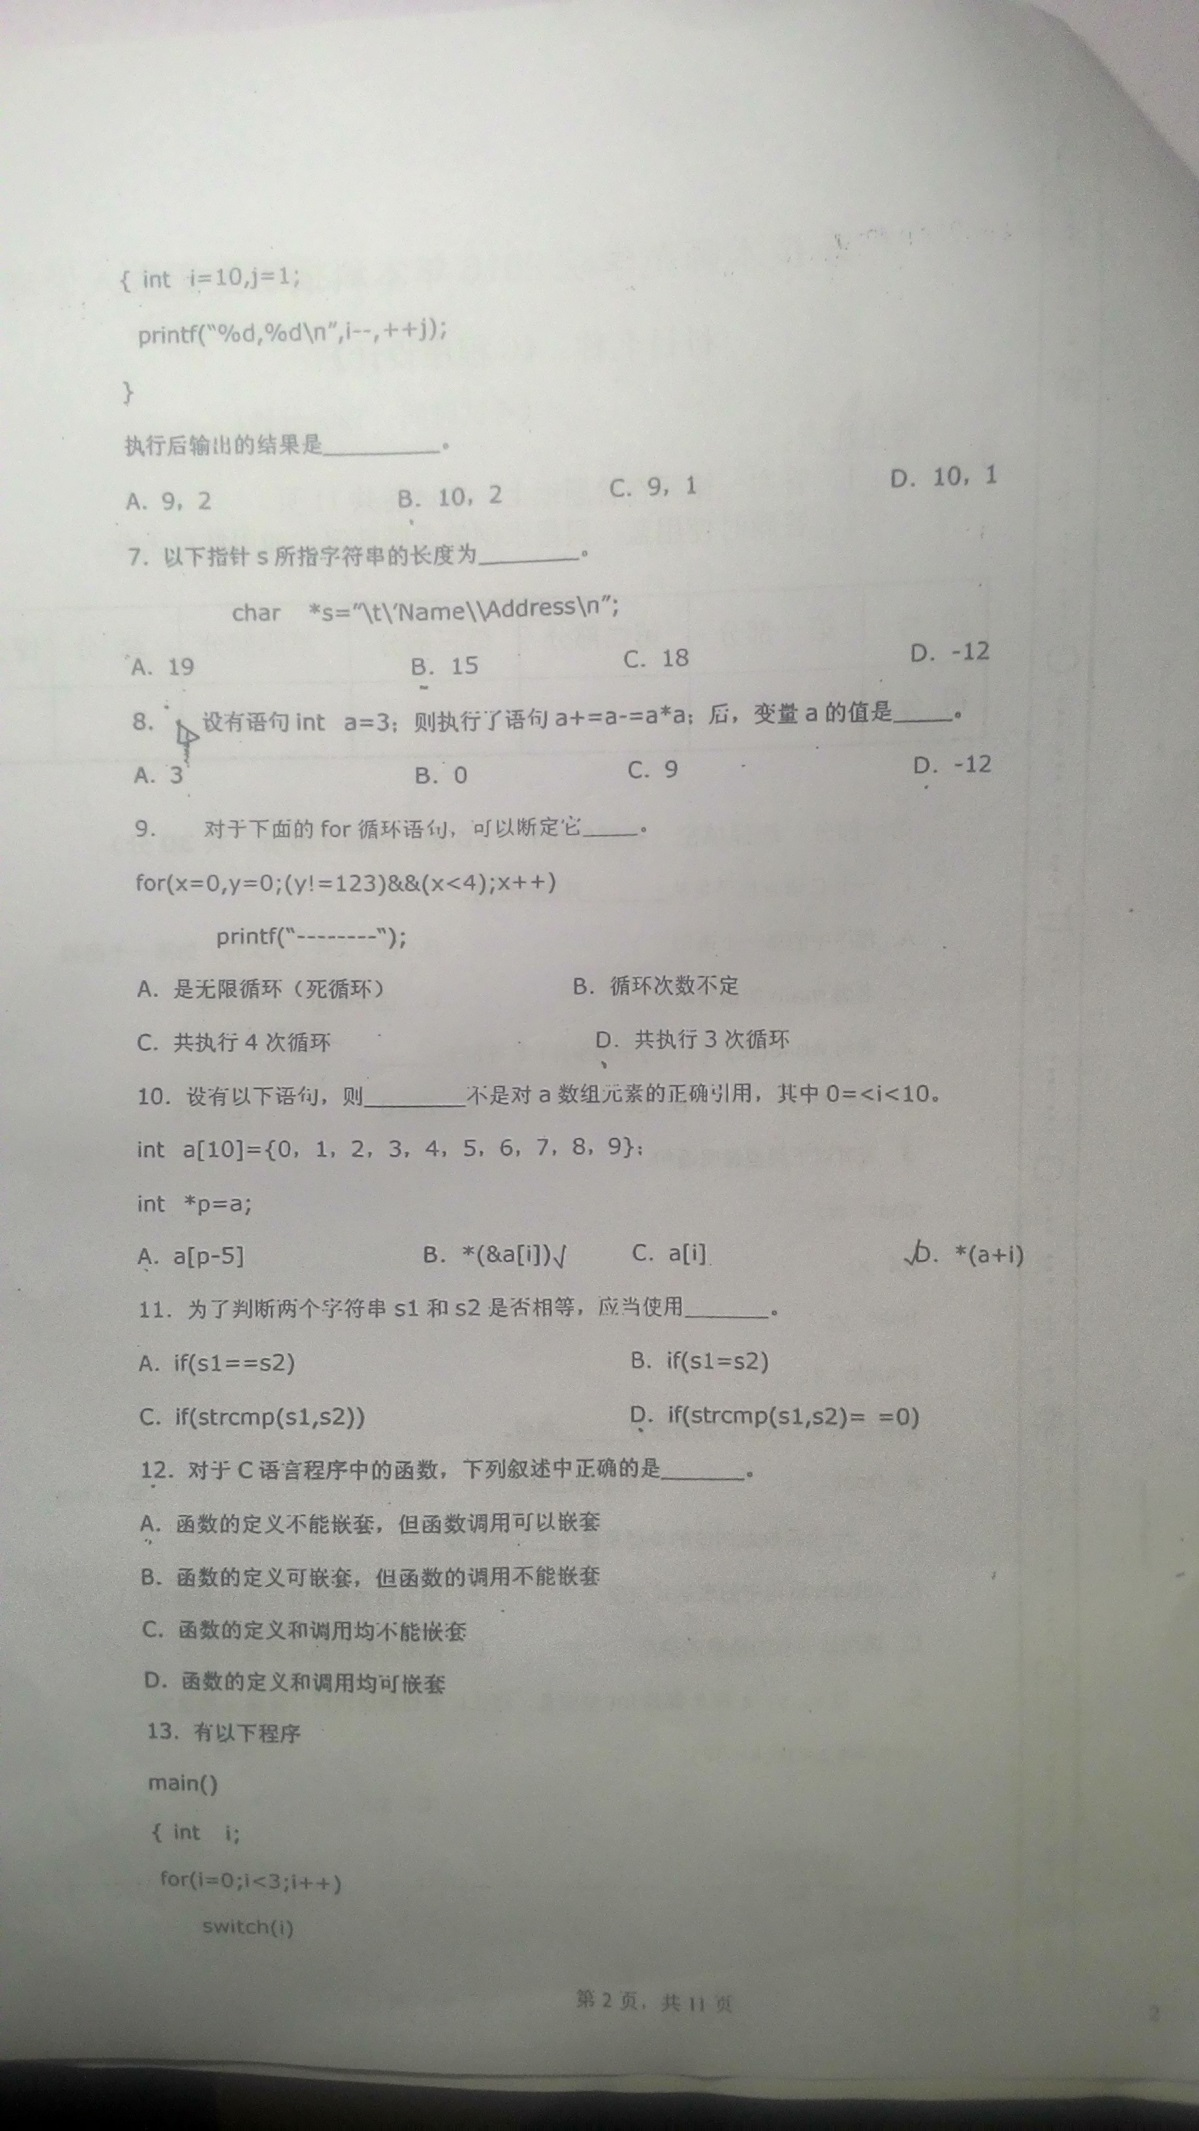 { int i=10,j=1;
printf(“%d,%d\n”,i--,++j);
}
执行后输出的结果是__________。
A. 9，2 B. 10，2 C. 9，1 D. 10，1
7. 以下指针 s 所指字符串的长度为_________。
char *s=”\t\’Name\\Address\n”;
A. 19 B. 15 C. 18 D. -12
8. 设有语句 int a=3；则执行了语句 a+=a-=a*a；后，变量 a 的值是_____。
A. 3 B. 0 C. 9 D. -12
9. 对于下面的 for 循环语句，可以断定它_____。
for(x=0,y=0;(y!=123)&&(x<4);x++)
printf(“--------“);
A. 是无限循环（死循环） B. 循环次数不定
C. 共执行 4 次循环 D. 共执行 3 次循环
10. 设有以下语句，则_________不是对 a 数组元素的正确引用，其中 0=<i<10。
int a[10]={0，1，2，3，4，5，6，7，8，9}；
int *p=a;
A. a[p-5] B. *(&a[i])√ C. a[i] √D. *(a+i)
11. 为了判断两个字符串 s1 和 s2 是否相等，应当使用_______。
A. if(s1==s2) B. if(s1=s2)
C. if(strcmp(s1,s2)) D. if(strcmp(s1,s2)= =0)
12. 对于 C 语言程序中的函数，下列叙述中正确的是_______。
A. 函数的定义不能嵌套，但函数调用可以嵌套
B. 函数的定义可嵌套，但函数的调用不能嵌套
C. 函数的定义和调用均不能嵌套
D. 函数的定义和调用均可嵌套
13. 有以下程序
main()
{ int i;
for(i=0;i<3;i++)
switch(i)
第 2 页，共 11 页
2